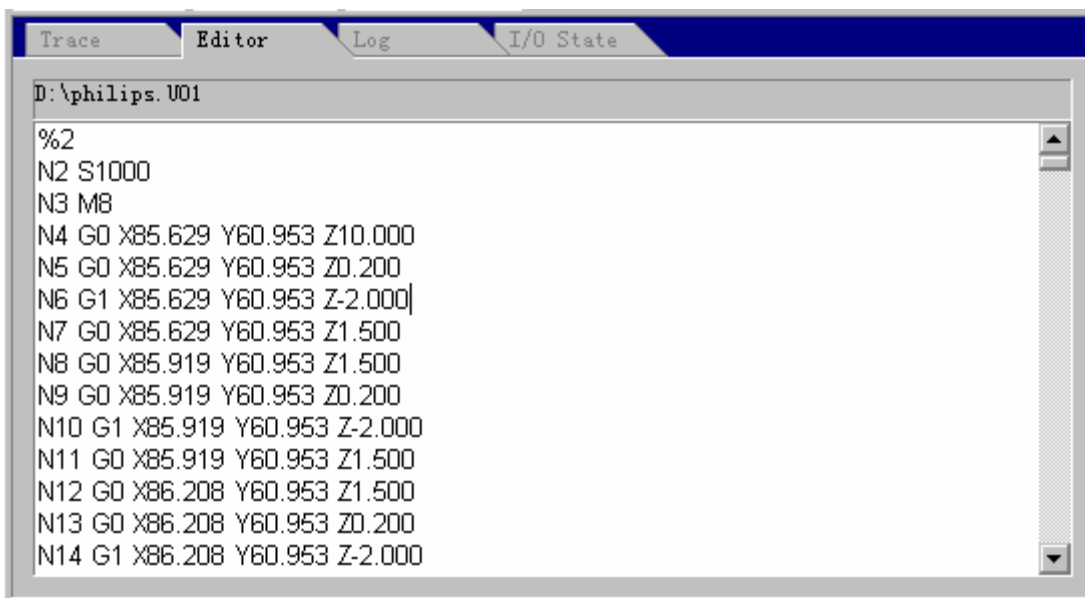 Trace Editor Log I/O State
D:\philips.U01
%2
N2 S1000
N3 M8
N4 G0 X85.629 Y60.953 Z10.000
N5 G0 X85.629 Y60.953 Z0.200
N6 G1 X85.629 Y60.953 Z-2.000
N7 G0 X85.629 Y60.953 Z1.500
N8 G0 X85.919 Y60.953 Z1.500
N9 G0 X85.919 Y60.953 Z0.200
N10 G1 X85.919 Y60.953 Z-2.000
N11 G0 X85.919 Y60.953 Z1.500
N12 G0 X86.208 Y60.953 Z1.500
N13 G0 X86.208 Y60.953 Z0.200
N14 G1 X86.208 Y60.953 Z-2.000